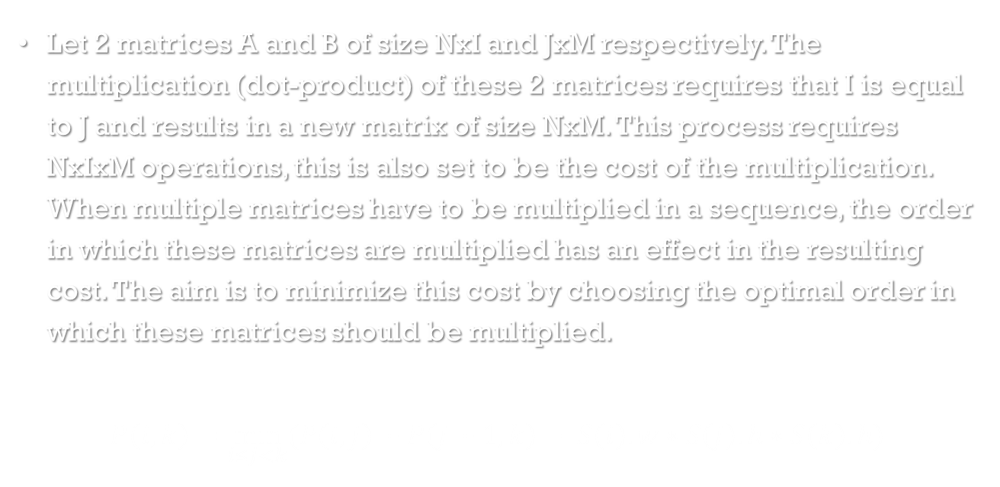 • Let 2 matrices A and B of size NxI and JxM respectively. The
multiplication (dot-product) of these 2 matrices requires that I is equal
to J and results in a new matrix of size NxM. This process requires
NxIxM operations, this is also set to be the cost of the multiplication.
When multiple matrices have to be multiplied in a sequence, the order
in which these matrices are multiplied has an effect in the resulting
cost. The aim is to minimize this cost by choosing the optimal order in
which these matrices should be multiplied.